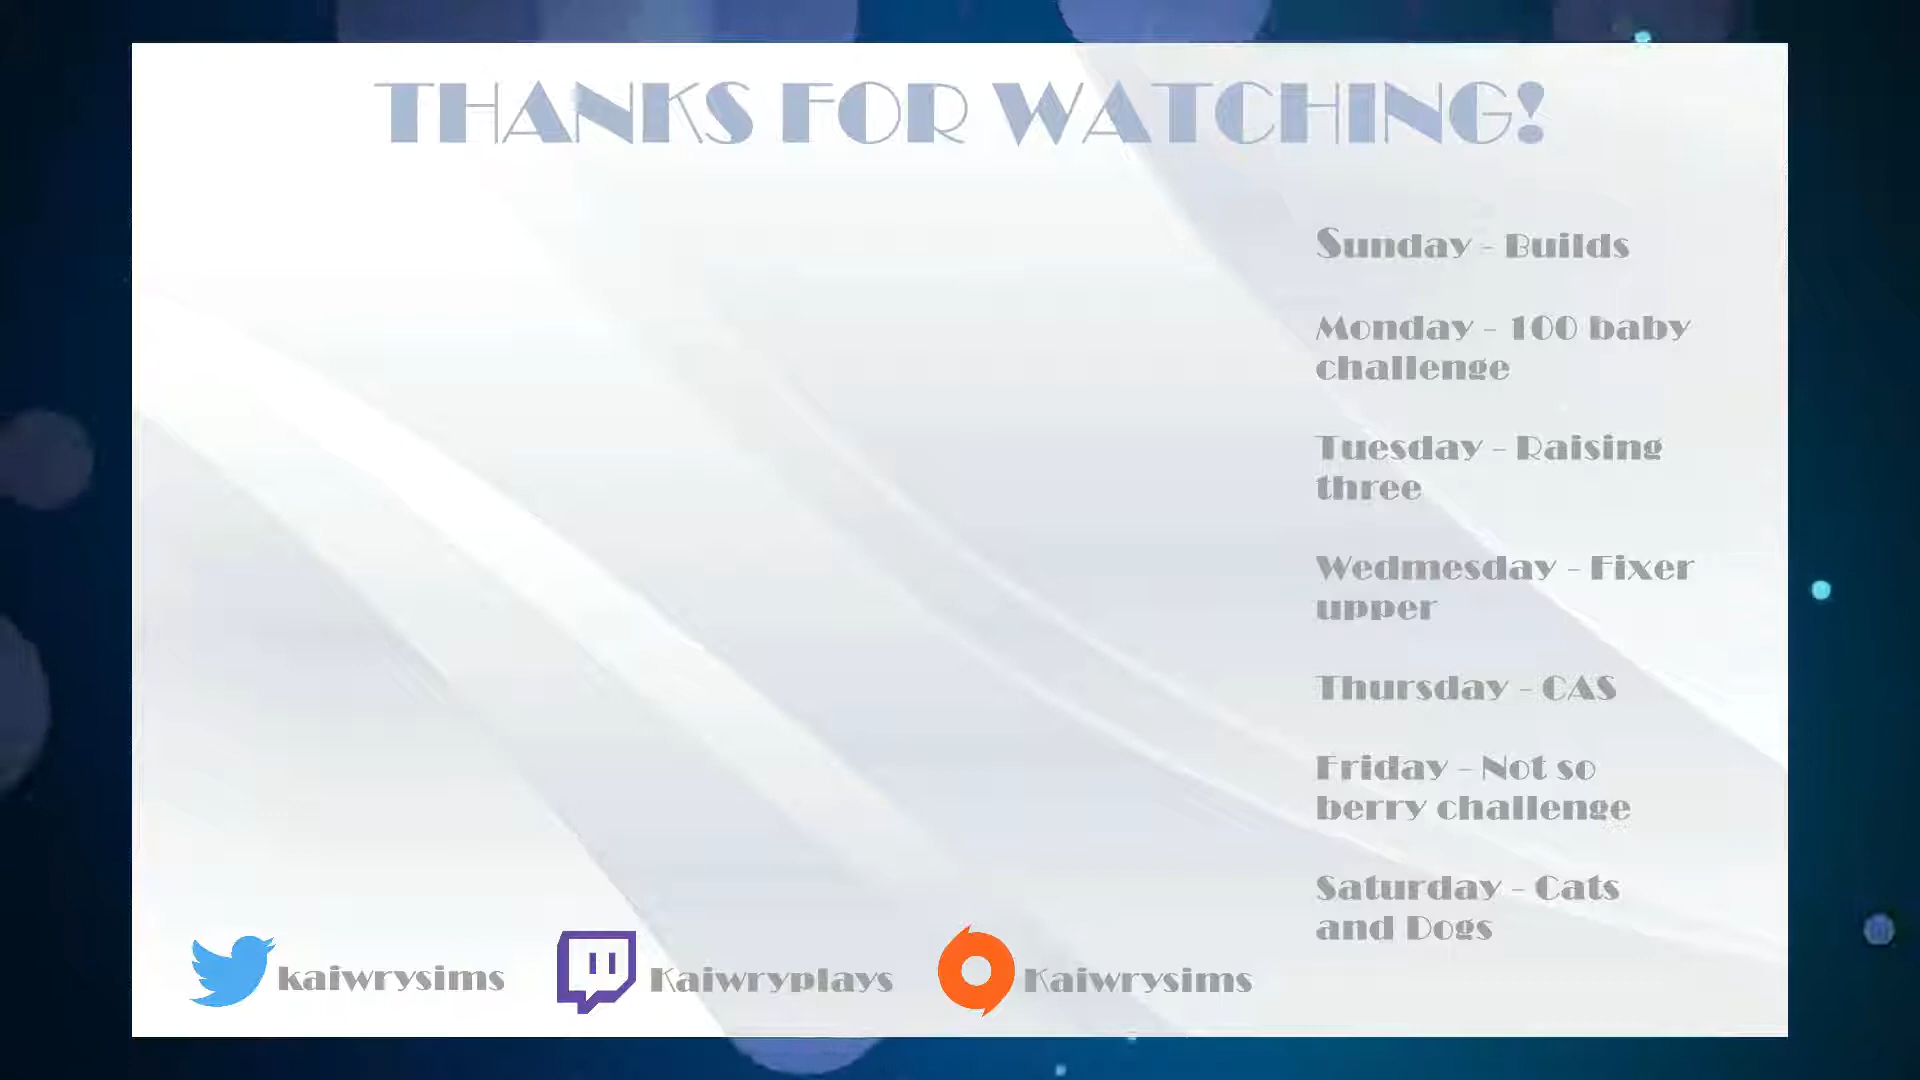 THANKS FOR WATCHING!
Sunday - Builds
Monday - 100 baby
challenge
Tuesday - Raising
three
Wedmesday - Fixer
upper
Thursday - CAS
Friday - Not so
berry challenge
Saturday - Cats
and Dogs
kaiwrysims
Kaiwryplays
Kaiwrysims